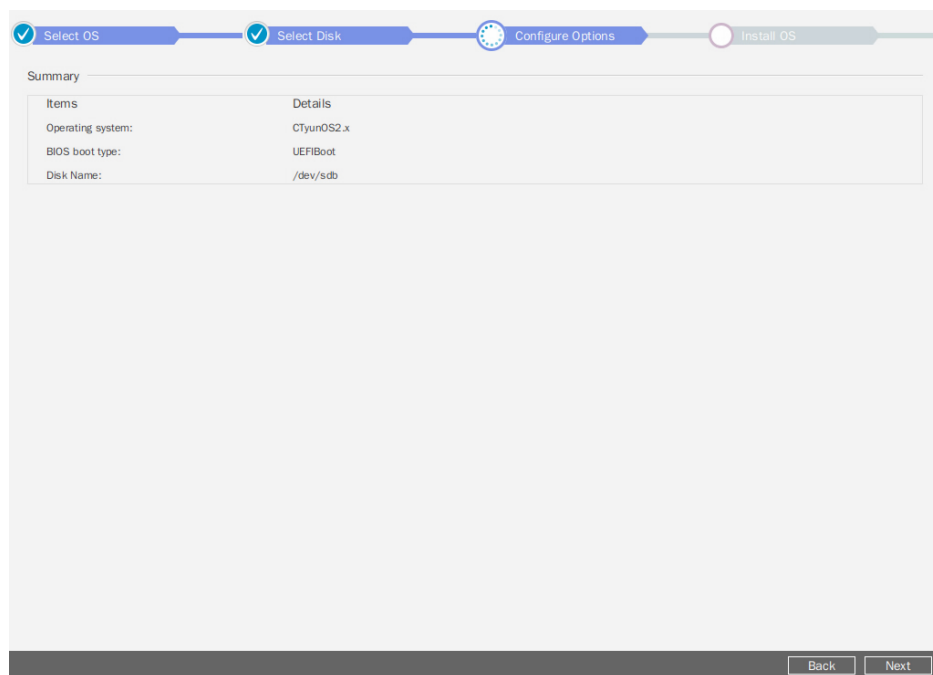 Select OS Select Disk Configure Options Install OS
Summary
Items Details
Operating system: CTyunOS2.x
BIOS boot type: UEFIBoot
Disk Name: /dev/sdb
Back Next